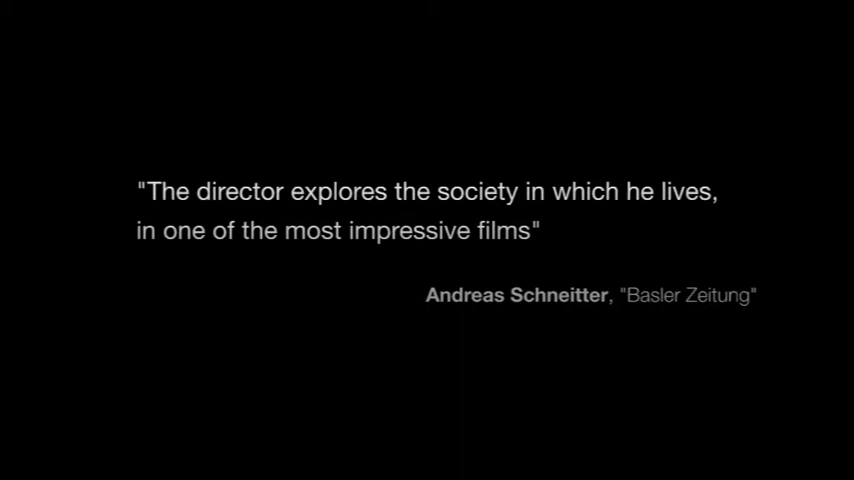 "The director explores the society in which he lives,
in one of the most impressive films"
Andreas Schneitter, "Basler Zeitung"